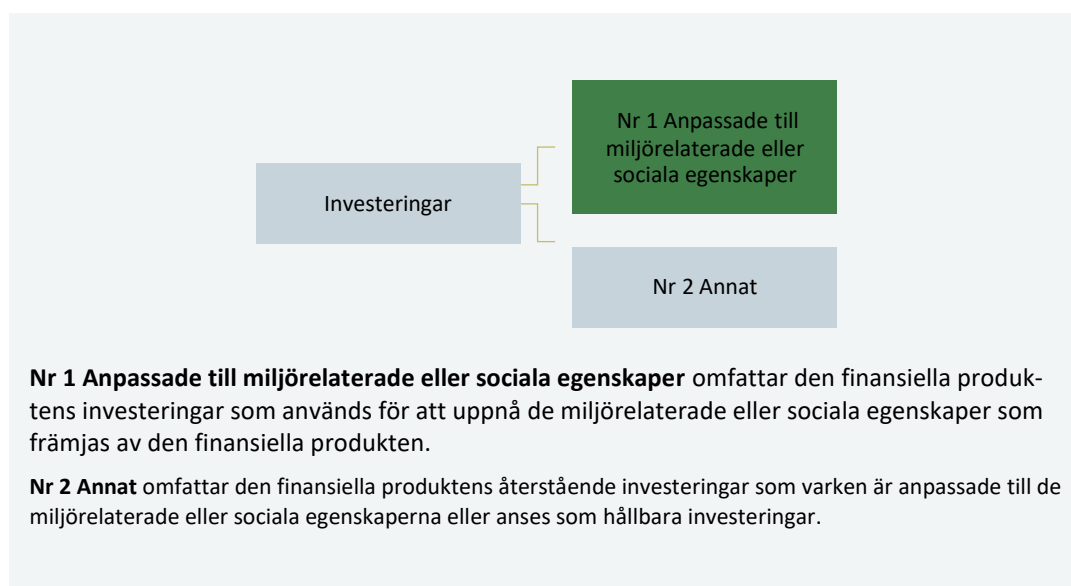 Nr 1 Anpassade till
miljörelaterade eller
sociala egenskaper
Investeringar
Nr 2 Annat
Nr 1 Anpassade till miljörelaterade eller sociala egenskaper omfattar den finansiella produk-
tens investeringar som används för att uppnå de miljörelaterade eller sociala egenskaper som
främjas av den finansiella produkten.
Nr 2 Annat omfattar den finansiella produktens återstående investeringar som varken är anpassade till de
miljörelaterade eller sociala egenskaperna eller anses som hållbara investeringar.